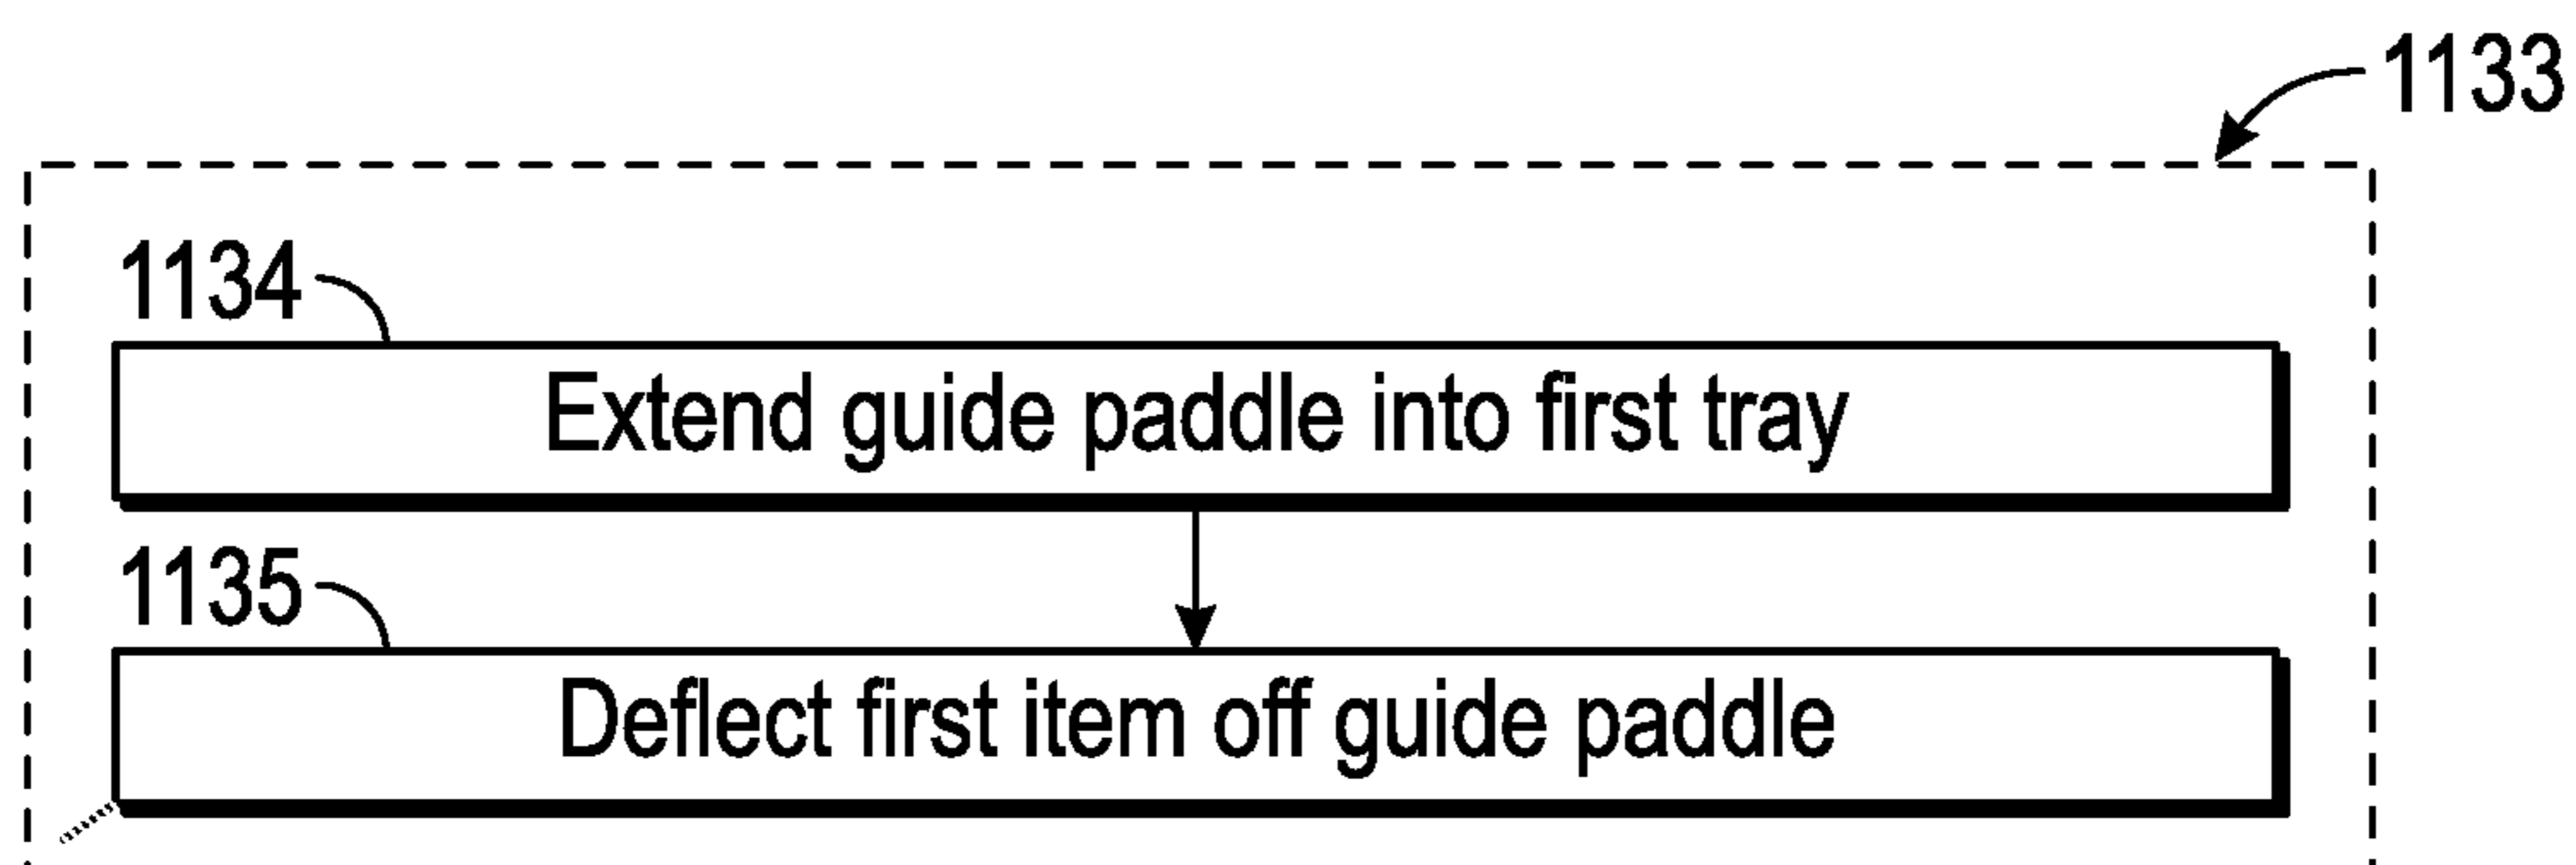 1133
1134
Extend guide paddle into first tray
1135
Deflect first item off guide paddle